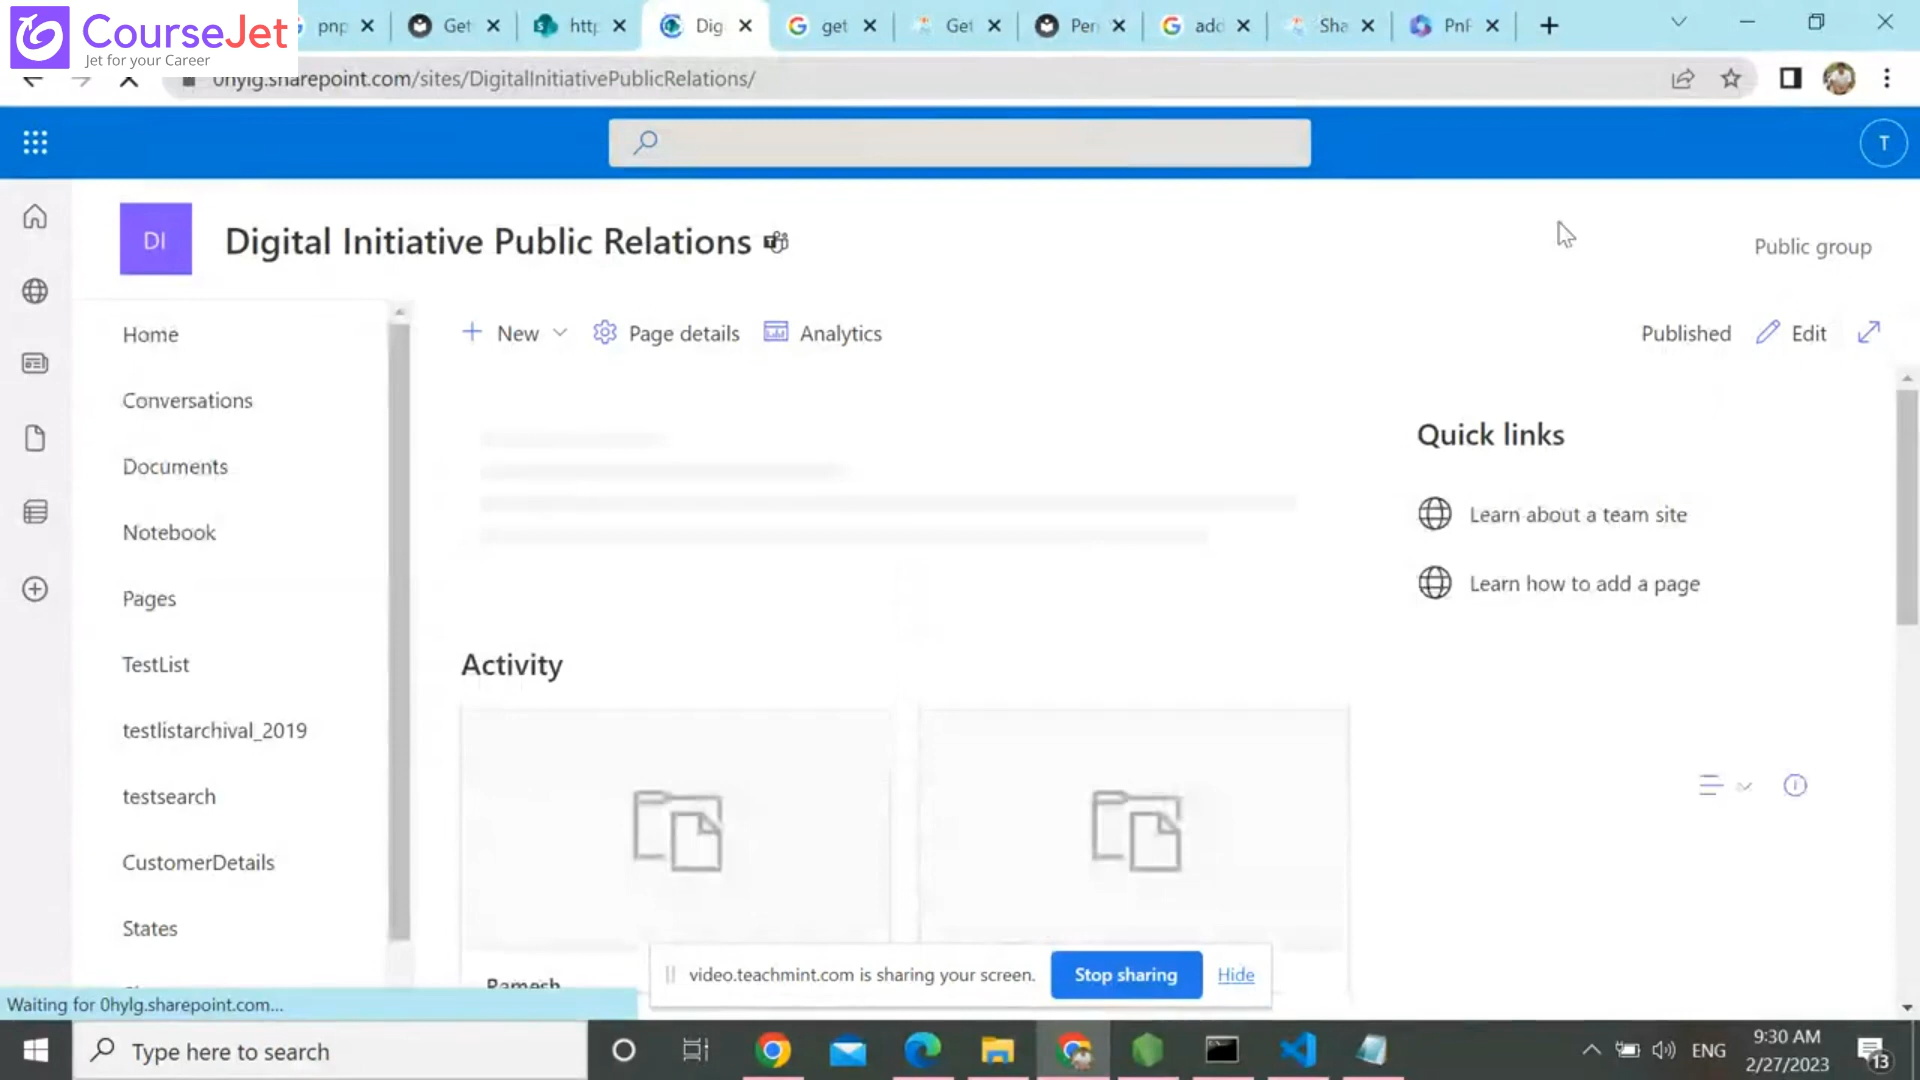 CourseJet
Jet for your Career
pnp
Get
http
Dig
get
Get
Per
add
Sha
PnF
0hylg.sharepoint.com/sites/DigitalInitiativePublicRelations/
T
DI
Digital Initiative Public Relations
Public group
Home
New
Page details
Analytics
Published
Edit
Conversations
Quick links
Documents
Learn about a team site
Notebook
Learn how to add a page
Pages
TestList
Activity
testlistarchival_2019
testsearch
CustomerDetails
States
Ramesh
video.teachmint.com is sharing your screen.
Stop sharing
Hide
Waiting for 0hylg.sharepoint.com...
Type here to search
ENG
9:30 AM
2/27/2023
13